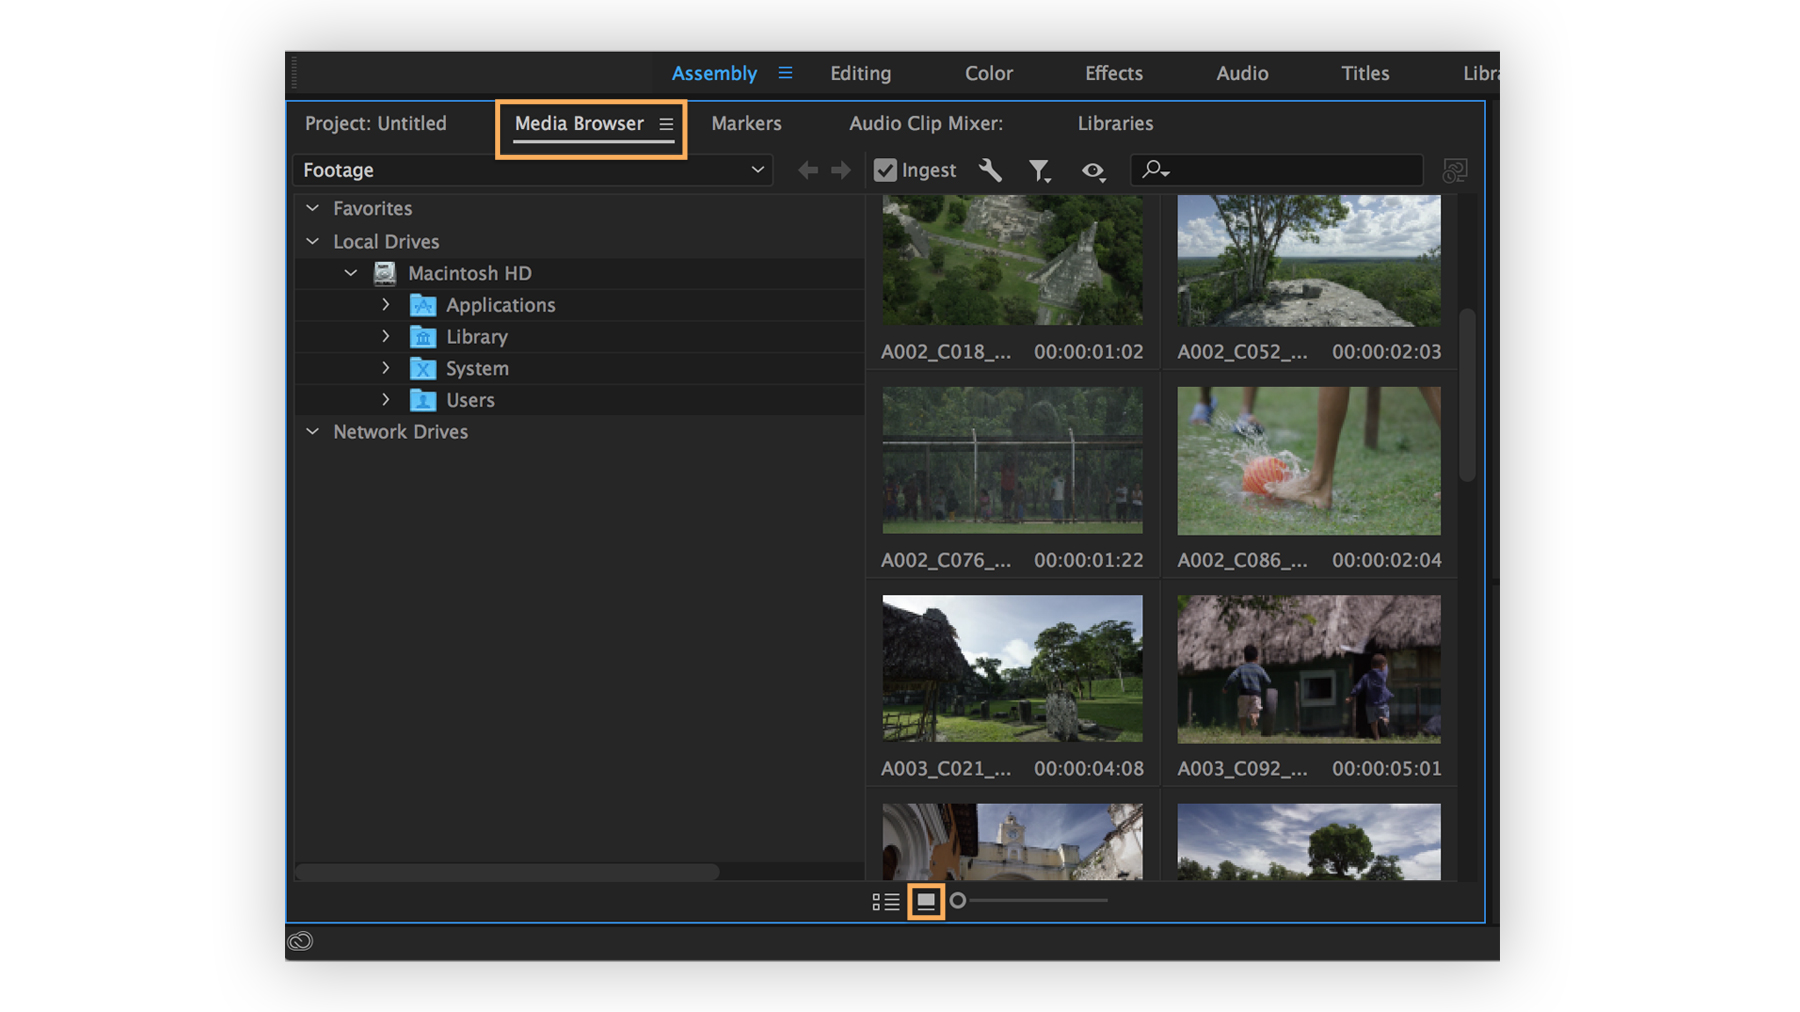 Assembly Editing Color Effects Audio Titles Libra
Project: Untitled Media Browser Markers Audio Clip Mixer: Libraries
Footage Ingest
Favorites
Local Drives
Macintosh HD
Applications
Library
System
Users
Network Drives
A002_C018_... 00:00:01:02 A002_C052_... 00:00:02:03
A002_C076_... 00:00:01:22 A002_C086_... 00:00:02:04
A003_C021_... 00:00:04:08 A003_C092_... 00:00:05:01